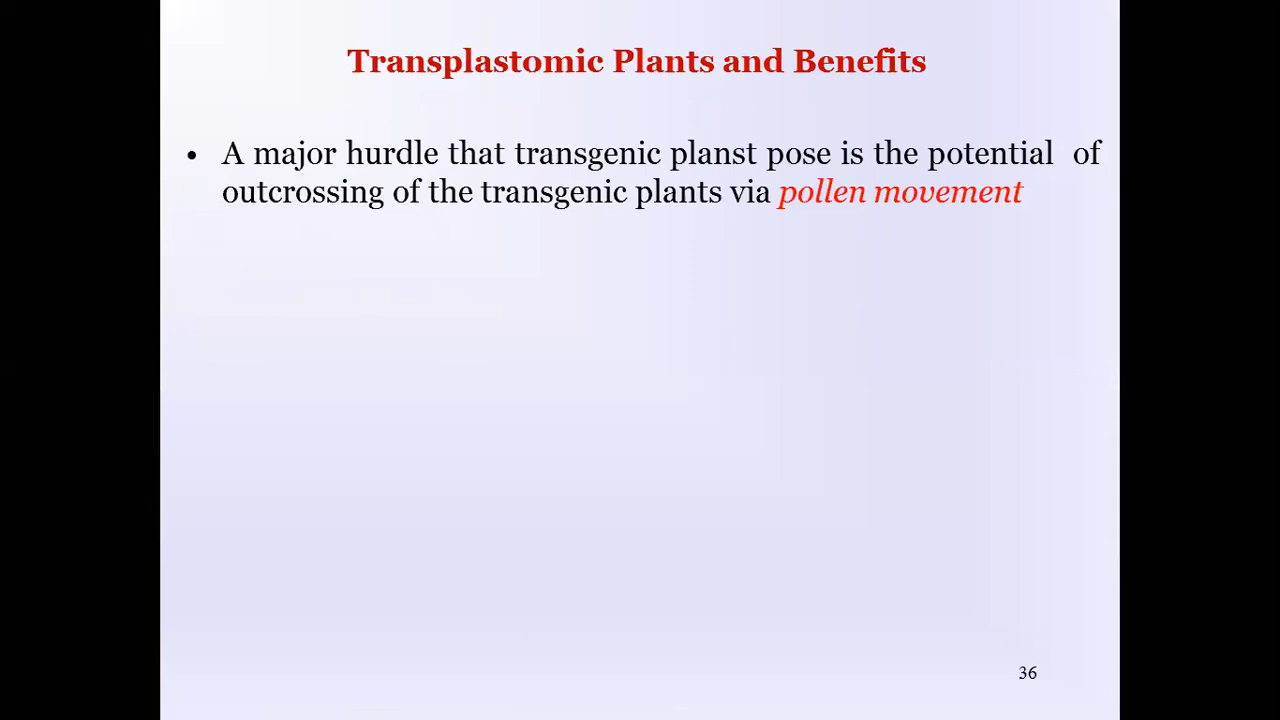 Transplastomic Plants and Benefits
• A major hurdle that transgenic planst pose is the potential of
outcrossing of the transgenic plants via pollen movement
36